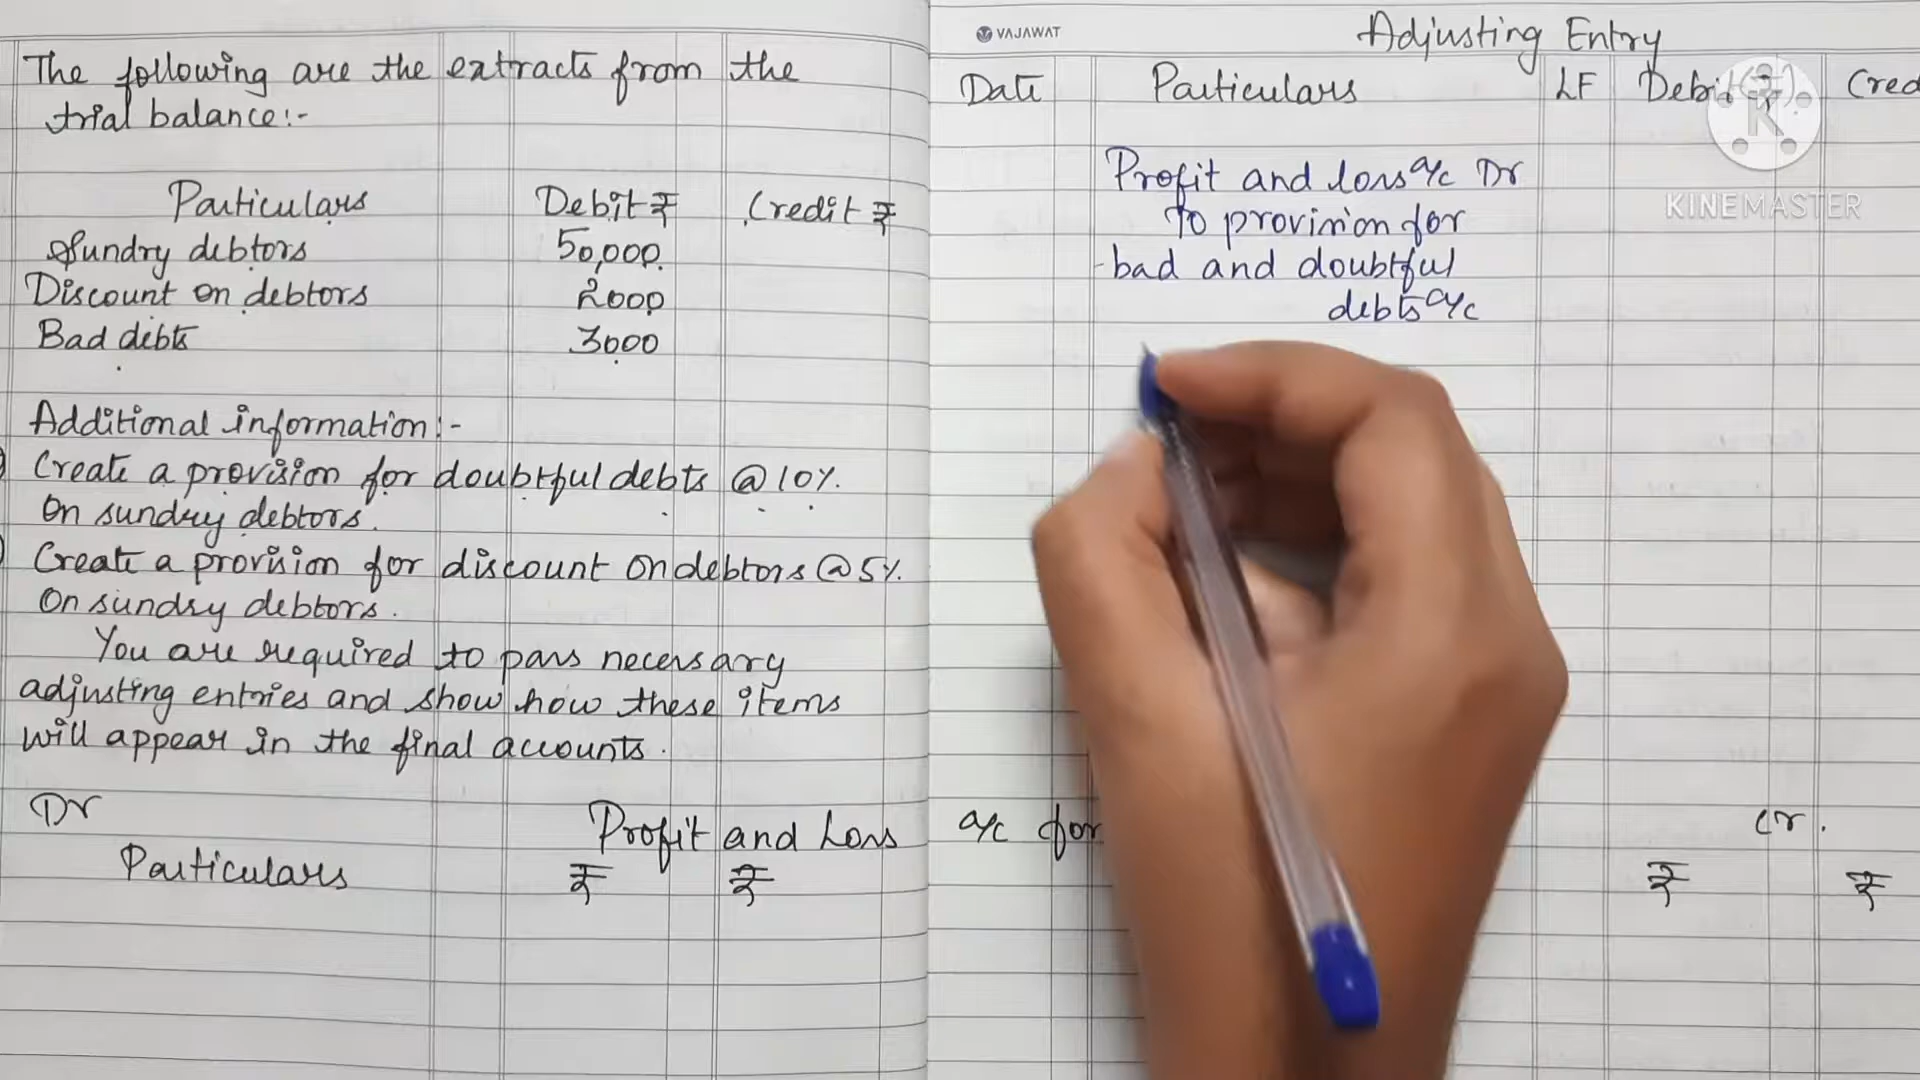 The following are the extracts from the
trial balance:-
Particulars Debit ₹ Credit ₹
Sundry debtors 50,000
Discount on debtors 2000
Bad debts 3000
Additional information:-
Create a provision for doubtful debts @ 10%.
on sundry debtors.
Create a provision for discount on debtors @ 5%.
on sundry debtors.
You are required to pass necessary
adjusting entries and show how these items
will appear in the final accounts.
Dr Profit and Loss a/c for Cr.
Particulars ₹ ₹ ₹ ₹
VAJAWAT
Adjusting Entry
Date Particulars LF Debit(₹) Cred
Profit and loss a/c Dr
To provision for
bad and doubtful
debts a/c
K
KINEMASTER